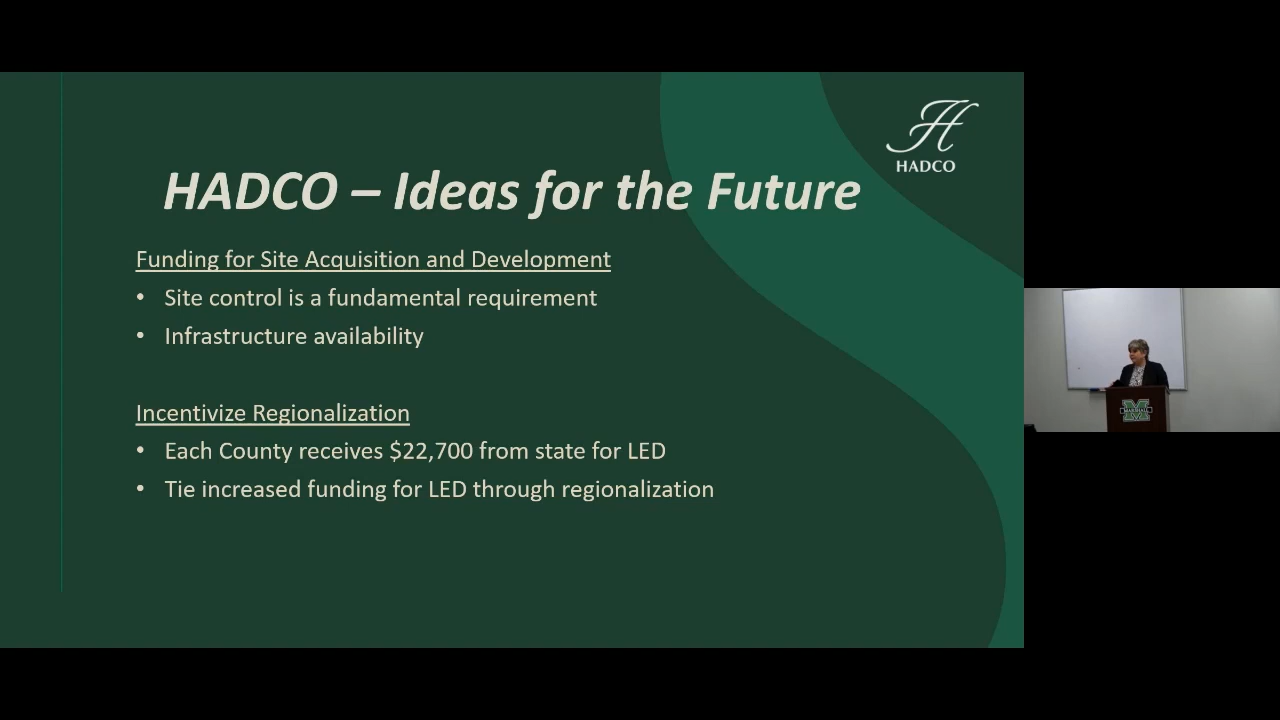 HADCO
HADCO – Ideas for the Future
Funding for Site Acquisition and Development
• Site control is a fundamental requirement
• Infrastructure availability
Incentivize Regionalization
• Each County receives $22,700 from state for LED
• Tie increased funding for LED through regionalization
MARSHALL